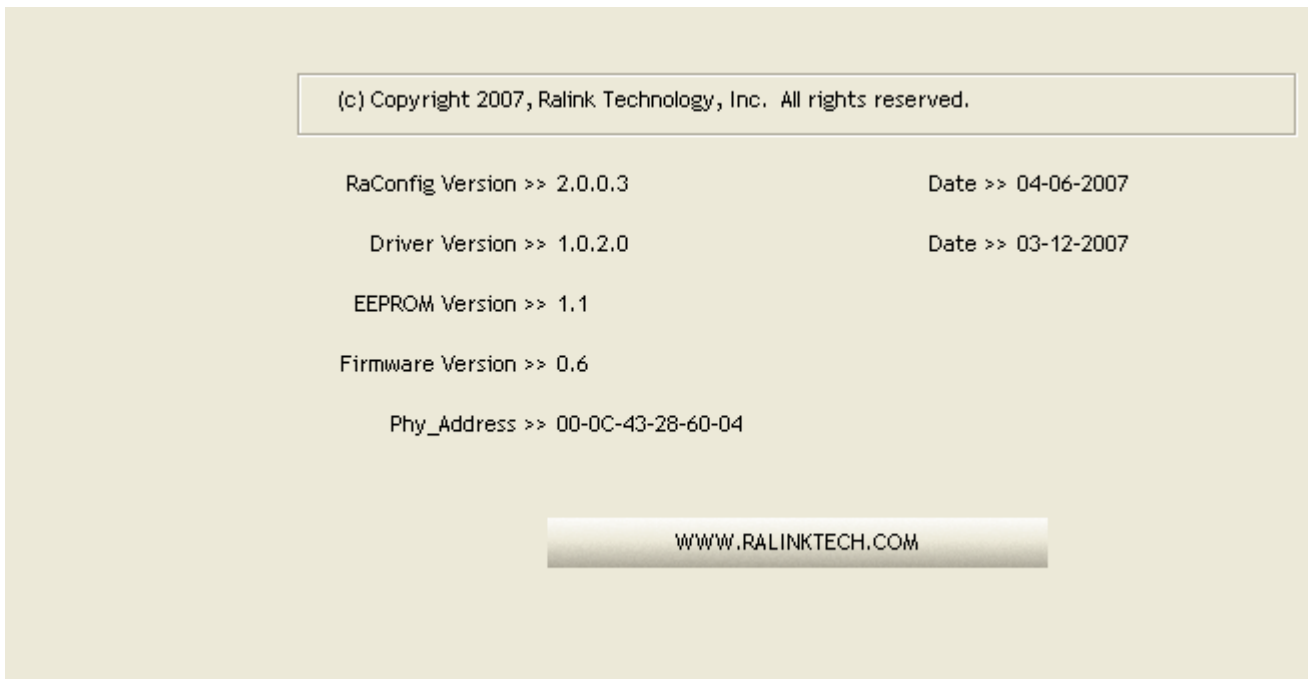 (c) Copyright 2007, Ralink Technology, Inc.  All rights reserved.
RaConfig Version >> 2.0.0.3 Date >> 04-06-2007
Driver Version >> 1.0.2.0 Date >> 03-12-2007
EEPROM Version >> 1.1
Firmware Version >> 0.6
Phy_Address >> 00-0C-43-28-60-04
WWW.RALINKTECH.COM